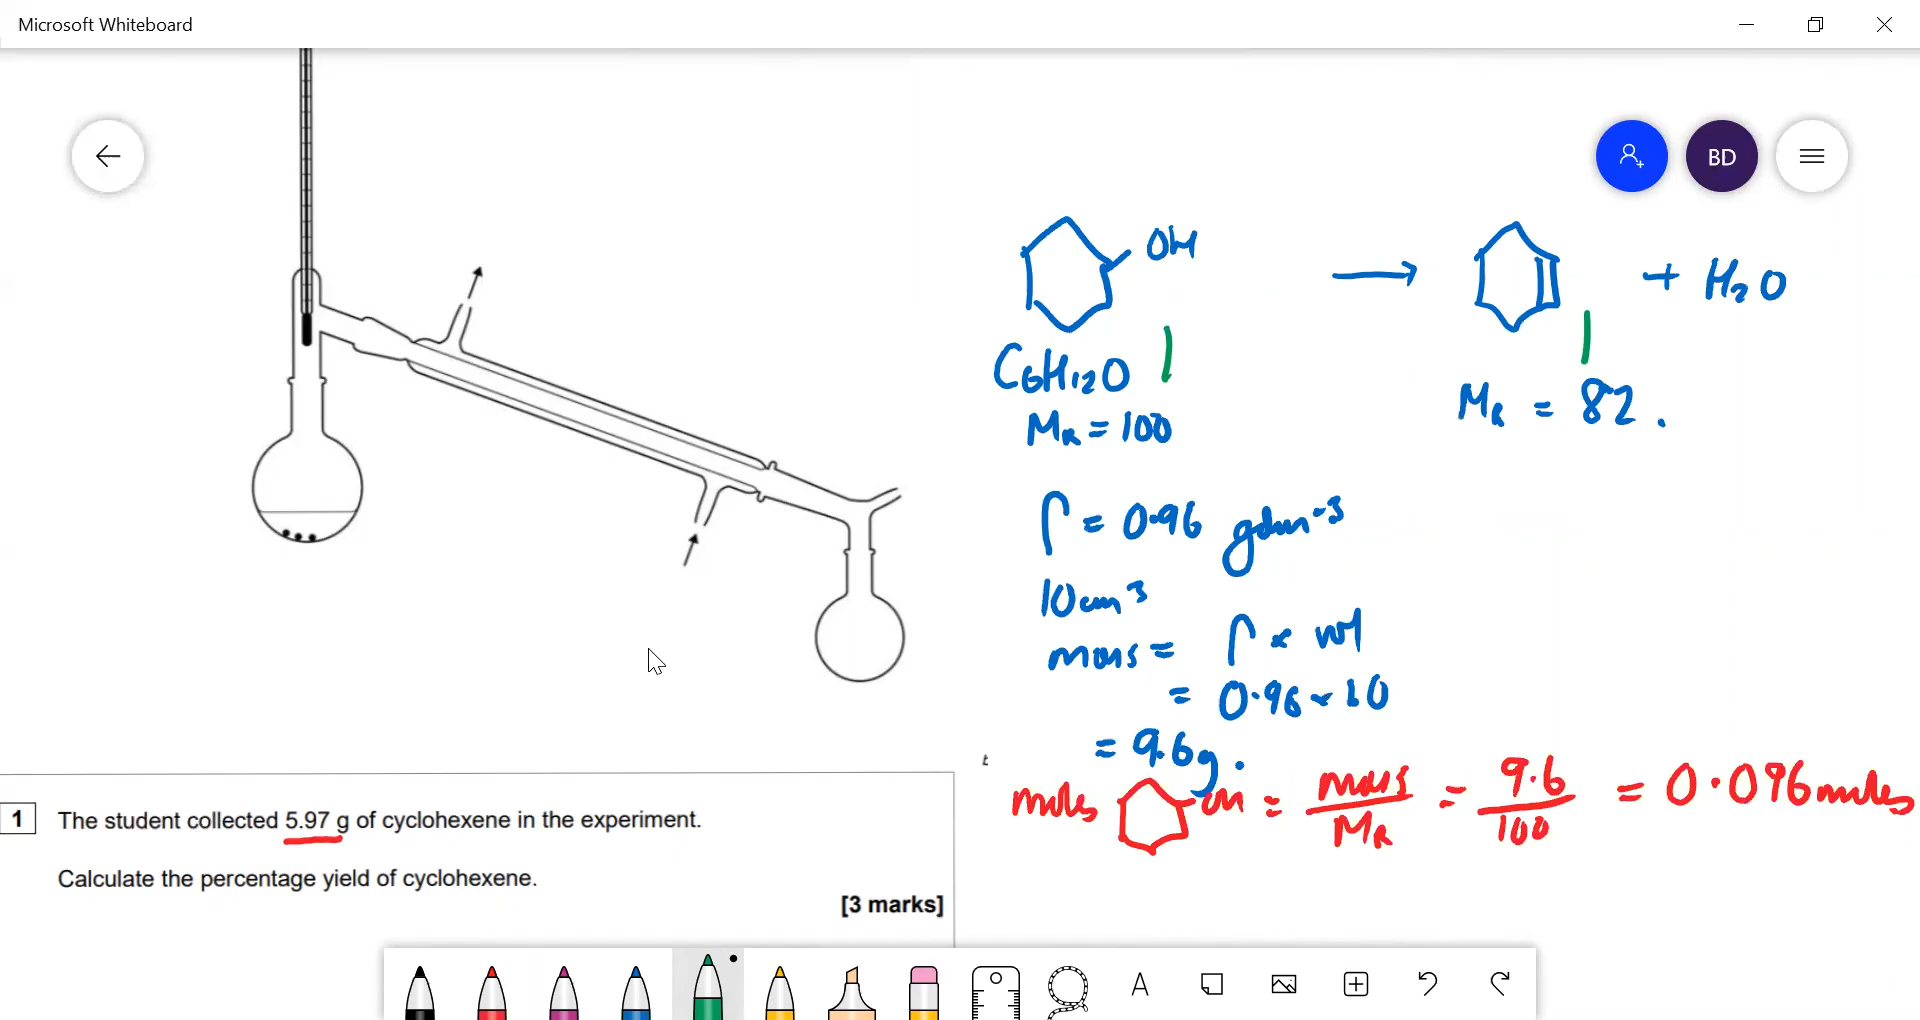 Microsoft Whiteboard
BD
OH
+ H₂O
C6H12O
MR = 100
MR = 82.
ρ = 0.96 gdm-3
10cm3
mass = ρ × vol
= 0.96 × 10
= 9.6g.
t
moles OH = mass / MR = 9.6 / 100 = 0.096 moles
1 The student collected 5.97 g of cyclohexene in the experiment.
Calculate the percentage yield of cyclohexene.
[3 marks]
A